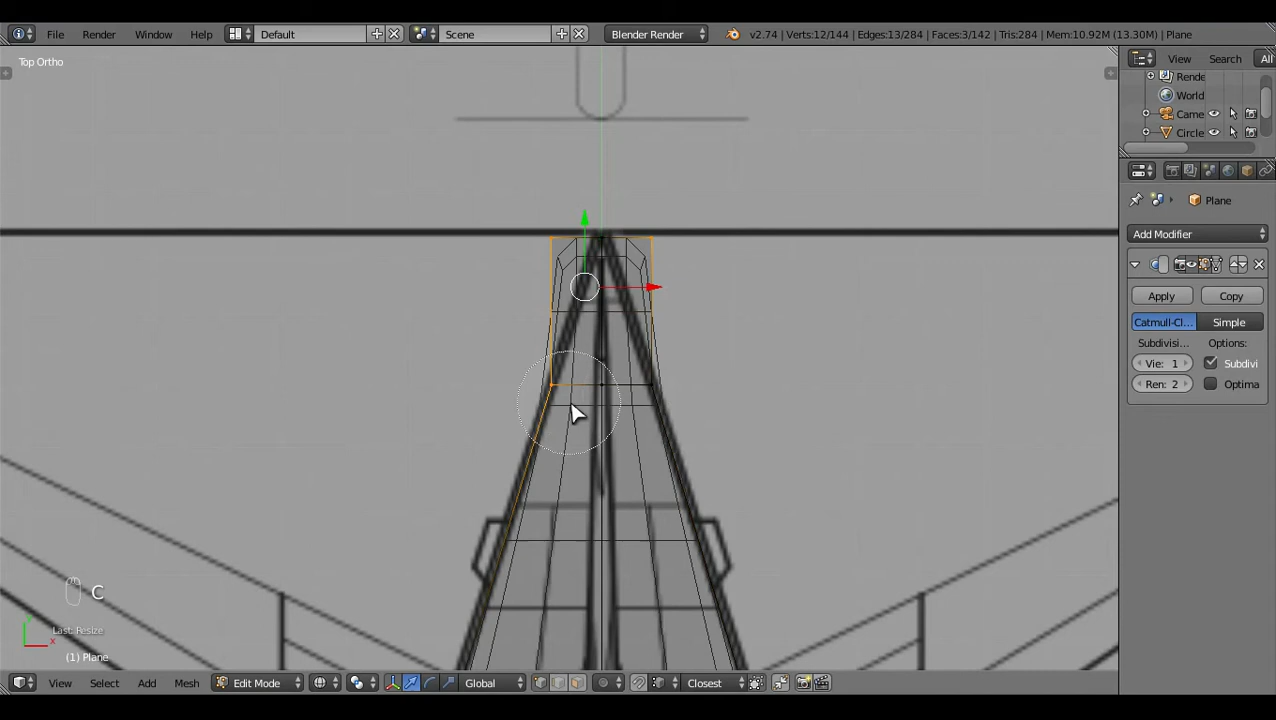 File Render Window Help Default Scene Blender Render v2.74 | Verts:12/144 | Edges:13/284 | Faces:3/142 | Tris:284 | Mem:10.92M (13.30M) | Plane
Top Ortho
View Search All
Rende
World
Came
Circle
Plane
Add Modifier
Apply Copy
Catmull-Cl... Simple
Subdivisi... Options:
Vie: 1 Subdivi
Ren: 2 Optima
C
Last: Resize
y
x
(1) Plane
View Select Add Mesh Edit Mode Global Closest